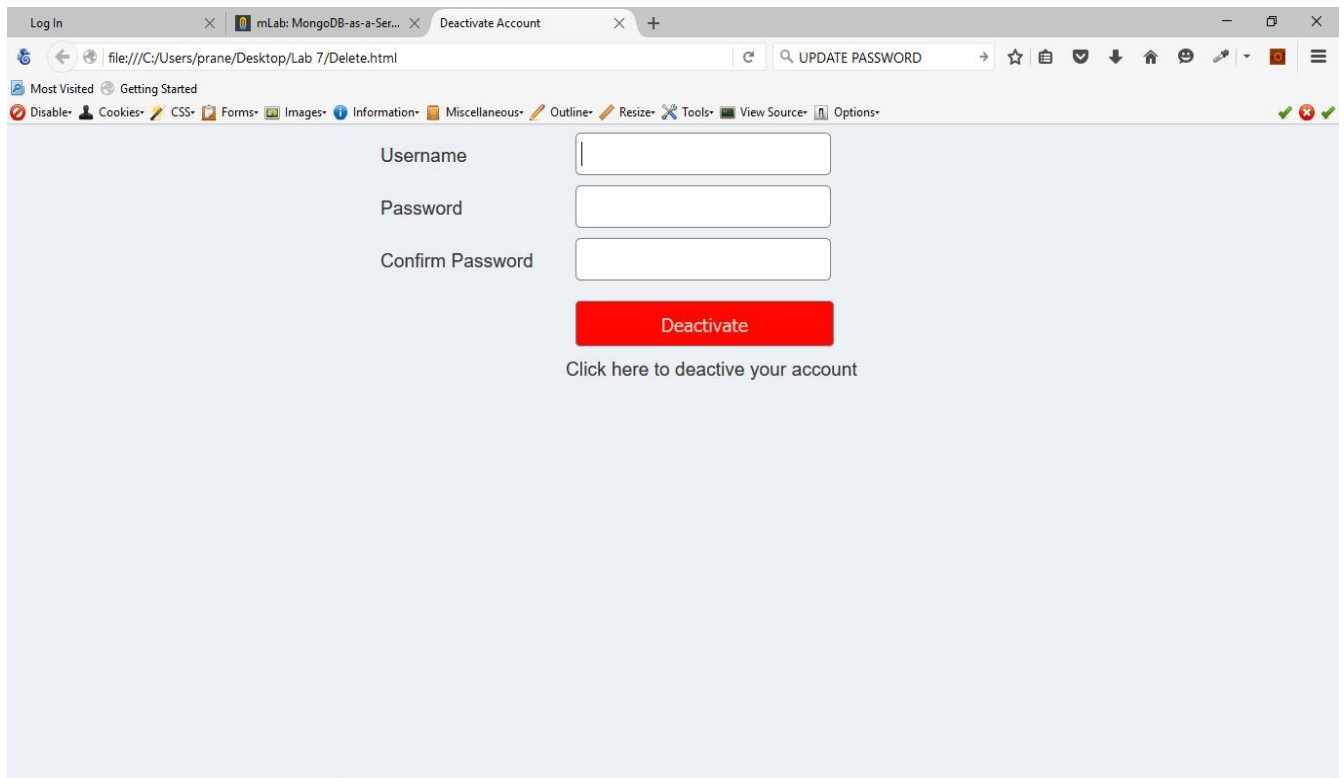 Log In mLab: MongoDB-as-a-Ser... Deactivate Account
file:///C:/Users/prane/Desktop/Lab 7/Delete.html UPDATE PASSWORD
Most Visited Getting Started
Disable Cookies CSS Forms Images Information Miscellaneous Outline Resize Tools View Source Options
Username
Password
Confirm Password
Deactivate
Click here to deactive your account